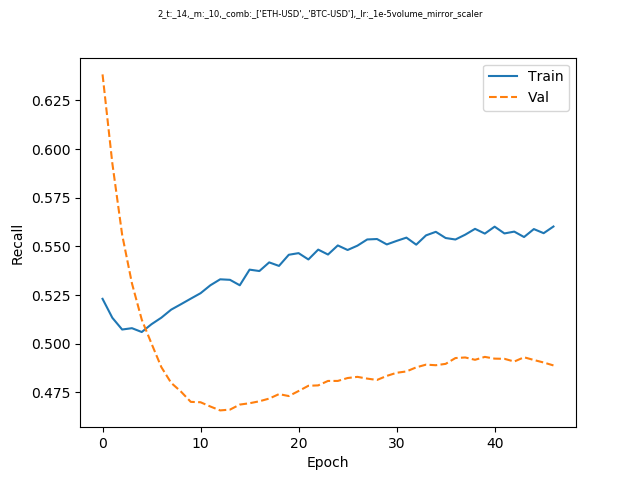 2_t:_14,_m:_10,_comb:_['ETH-USD',_'BTC-USD'],_lr:_1e-5volume_mirror_scaler
Train
Val
0.625
0.600
0.575
0.550
0.525
0.500
0.475
Recall
0
10
20
30
40
Epoch